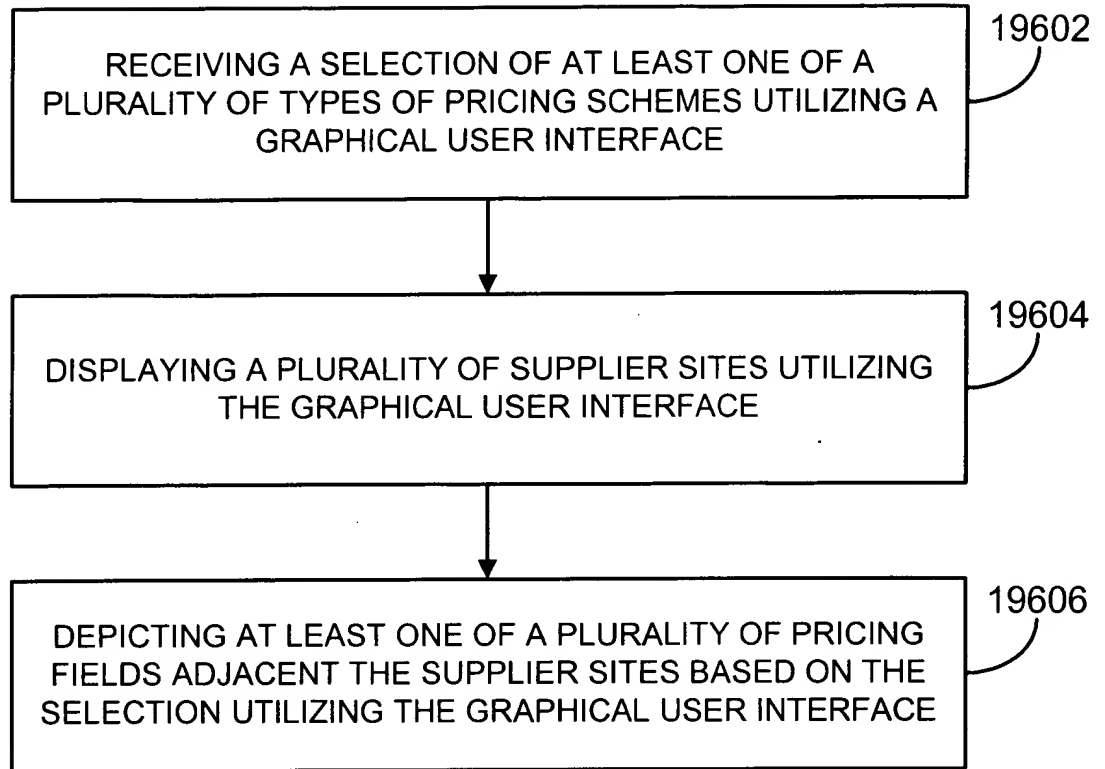 19602
RECEIVING A SELECTION OF AT LEAST ONE OF A
PLURALITY OF TYPES OF PRICING SCHEMES UTILIZING A
GRAPHICAL USER INTERFACE
19604
DISPLAYING A PLURALITY OF SUPPLIER SITES UTILIZING
THE GRAPHICAL USER INTERFACE
19606
DEPICTING AT LEAST ONE OF A PLURALITY OF PRICING
FIELDS ADJACENT THE SUPPLIER SITES BASED ON THE
SELECTION UTILIZING THE GRAPHICAL USER INTERFACE